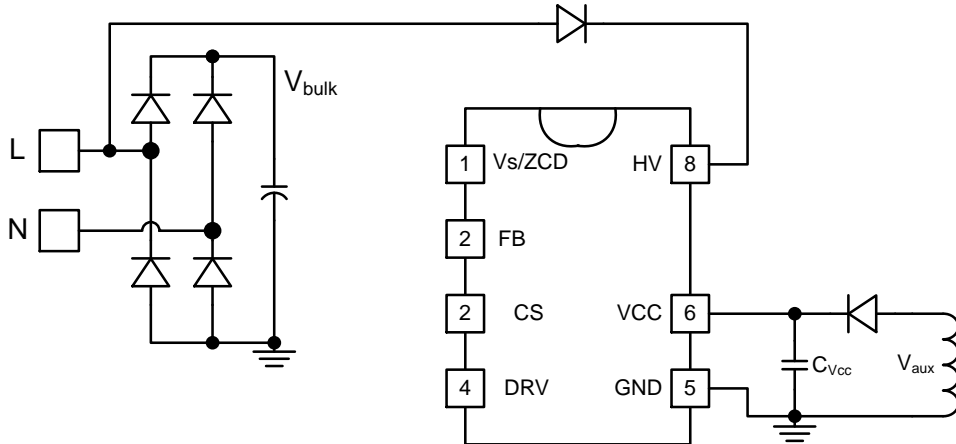 V_bulk
L
1 Vs/ZCD HV 8
N
2 FB
2 CS VCC 6
C_Vcc V_aux
4 DRV GND 5